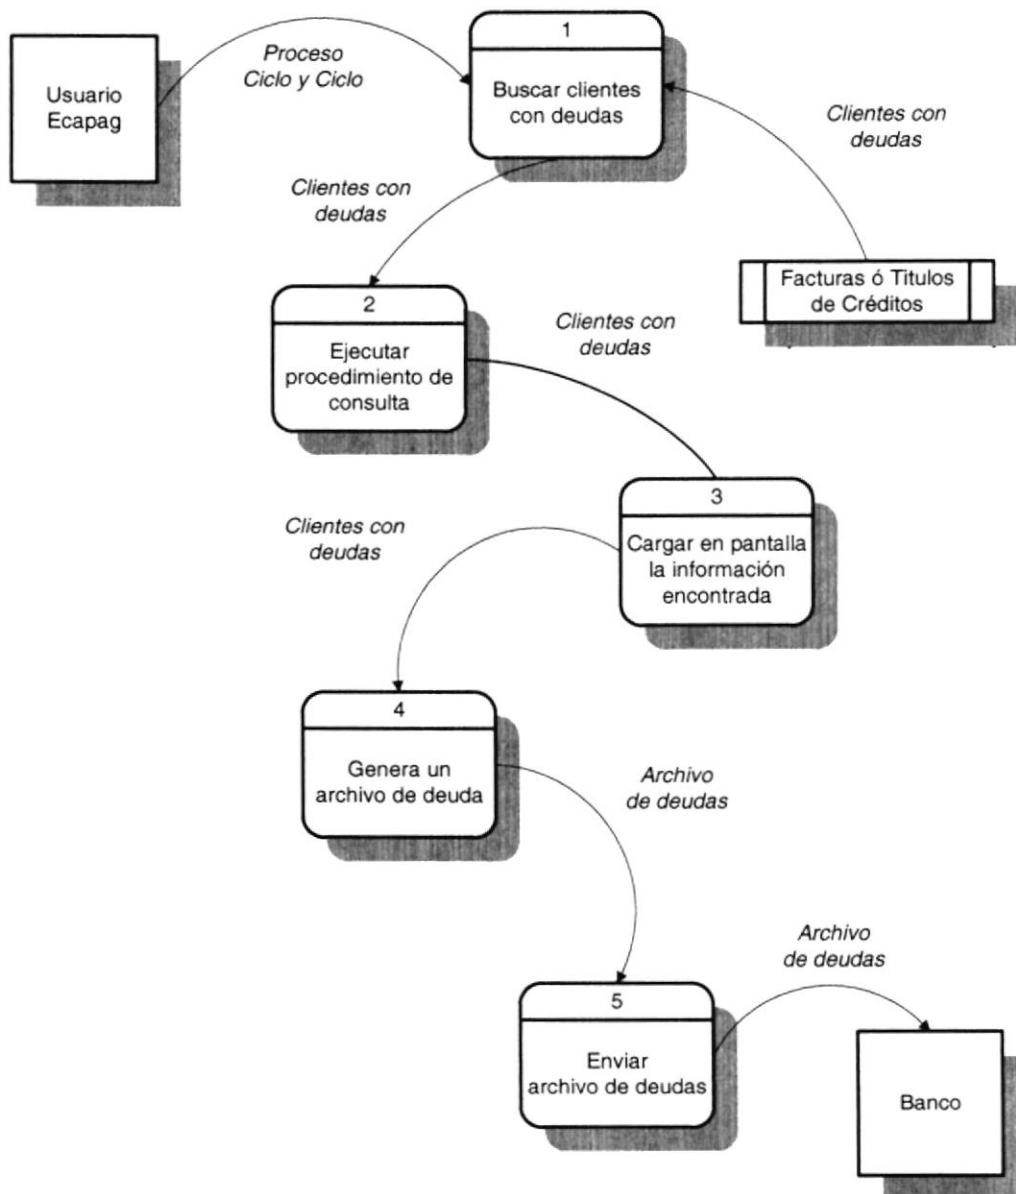 1
Proceso
Ciclo y Ciclo
Usuario
Ecapag
Buscar clientes
con deudas
Clientes con
deudas
Clientes con
deudas
Facturas ó Titulos
de Créditos
2
Ejecutar
procedimiento de
consulta
Clientes con
deudas
3
Cargar en pantalla
la información
encontrada
Clientes con
deudas
4
Genera un
archivo de deuda
Archivo
de deudas
5
Enviar
archivo de deudas
Archivo
de deudas
Banco